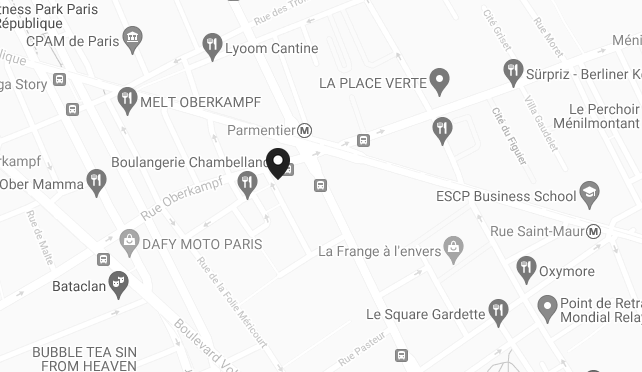 tness Park Paris
République
Rue des Tro
CPAM de Paris
Lyoom Cantine
Cité Griset
Rue Moret
Méni
lique
ga Story
LA PLACE VERTE
Sürpriz - Berliner K
MELT OBERKAMPF
Villa Gaudelet
Cité du Figuier
Le Perchoir
Ménilmontant
Parmentier
M
erkampf
Boulangerie Chambelland
Ober Mamma
Rue Oberkampf
ESCP Business School
Rue de Malte
DAFY MOTO PARIS
La Frange à l'envers
Rue Saint-Maur
M
Rue de la Folie Méricourt
Bataclan
Oxymore
Le Square Gardette
Point de Retra
Mondial Relay
Boulevard Vol
Rue Pasteur
BUBBLE TEA SIN
FROM HEAVEN